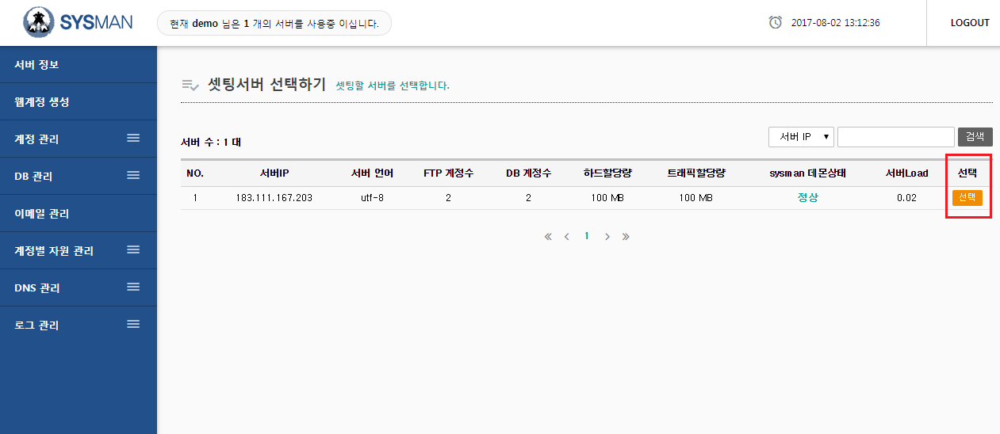 SYSMAN 현재 demo 님은 1 개의 서버를 사용중 이십니다. 2017-08-02 13:12:36 LOGOUT
서버 정보
웹계정 생성
계정 관리
DB 관리
이메일 관리
계정별 자원 관리
DNS 관리
로그 관리
셋팅서버 선택하기 셋팅할 서버를 선택합니다.
서버 수 : 1 대 서버 IP ▼ 검색
NO. 서버IP 서버 언어 FTP 계정수 DB 계정수 하드할당량 트래픽할당량 sysman 데몬상태 서버Load 선택
1 183.111.167.203 utf-8 2 2 100 MB 100 MB 정상 0.02 선택
« ‹ 1 › »